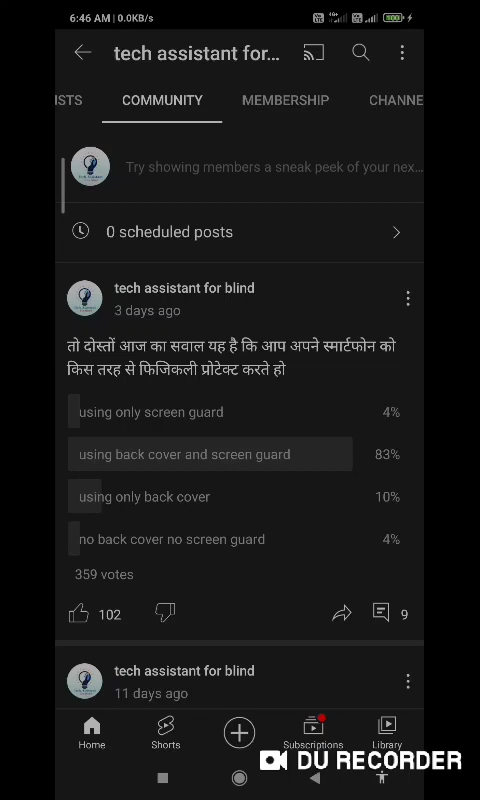 6:46 AM | 0.0KB/s
tech assistant for...
ISTS COMMUNITY MEMBERSHIP CHANNE
Try showing members a sneak peek of your nex...
0 scheduled posts
tech assistant for blind
3 days ago
तो दोस्तों आज का सवाल यह है कि आप अपने स्मार्टफोन को
किस तरह से फिजिकली प्रोटेक्ट करते हो
using only screen guard 4%
using back cover and screen guard 83%
using only back cover 10%
no back cover no screen guard 4%
359 votes
102 9
tech assistant for blind
11 days ago
Home Shorts Subscriptions Library
DU RECORDER